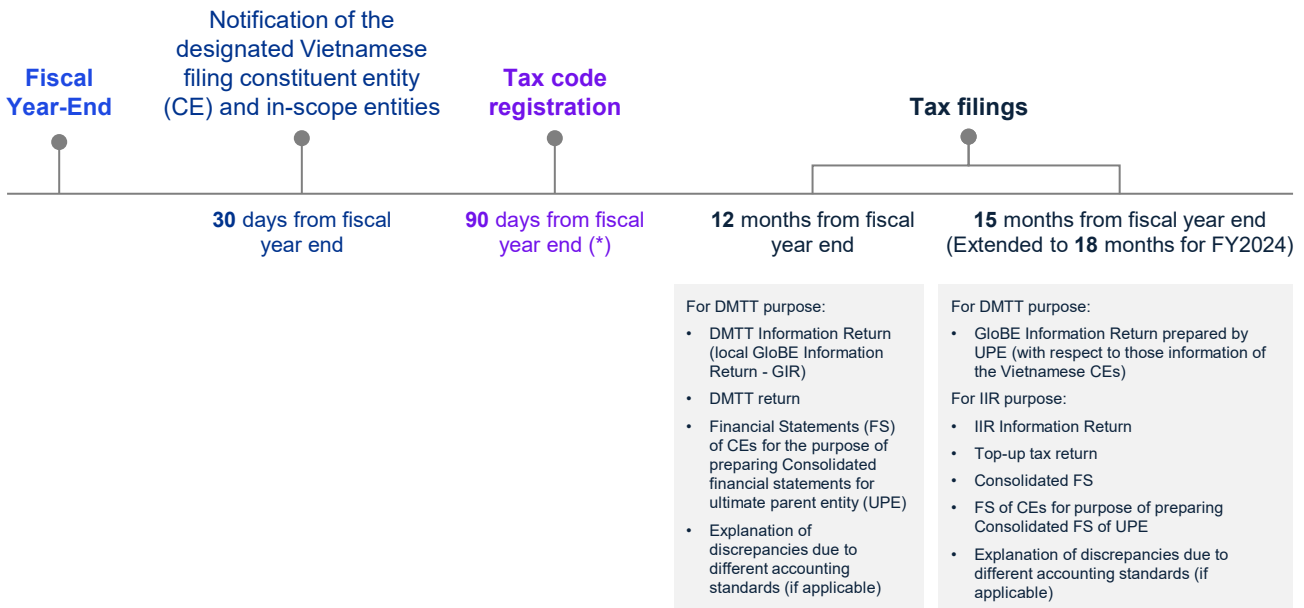 Fiscal
Year-End
Notification of the
designated Vietnamese
filing constituent entity
(CE) and in-scope entities
Tax code
registration
Tax filings
30 days from fiscal
year end
90 days from fiscal
year end (*)
12 months from fiscal
year end
15 months from fiscal year end
(Extended to 18 months for FY2024)
For DMTT purpose:
• DMTT Information Return
(local GloBE Information
Return - GIR)
• DMTT return
• Financial Statements (FS)
of CEs for the purpose of
preparing Consolidated
financial statements for
ultimate parent entity (UPE)
• Explanation of
discrepancies due to
different accounting
standards (if applicable)
For DMTT purpose:
• GloBE Information Return prepared by
UPE (with respect to those information of
the Vietnamese CEs)
For IIR purpose:
• IIR Information Return
• Top-up tax return
• Consolidated FS
• FS of CEs for purpose of preparing
Consolidated FS of UPE
• Explanation of discrepancies due to
different accounting standards (if
applicable)